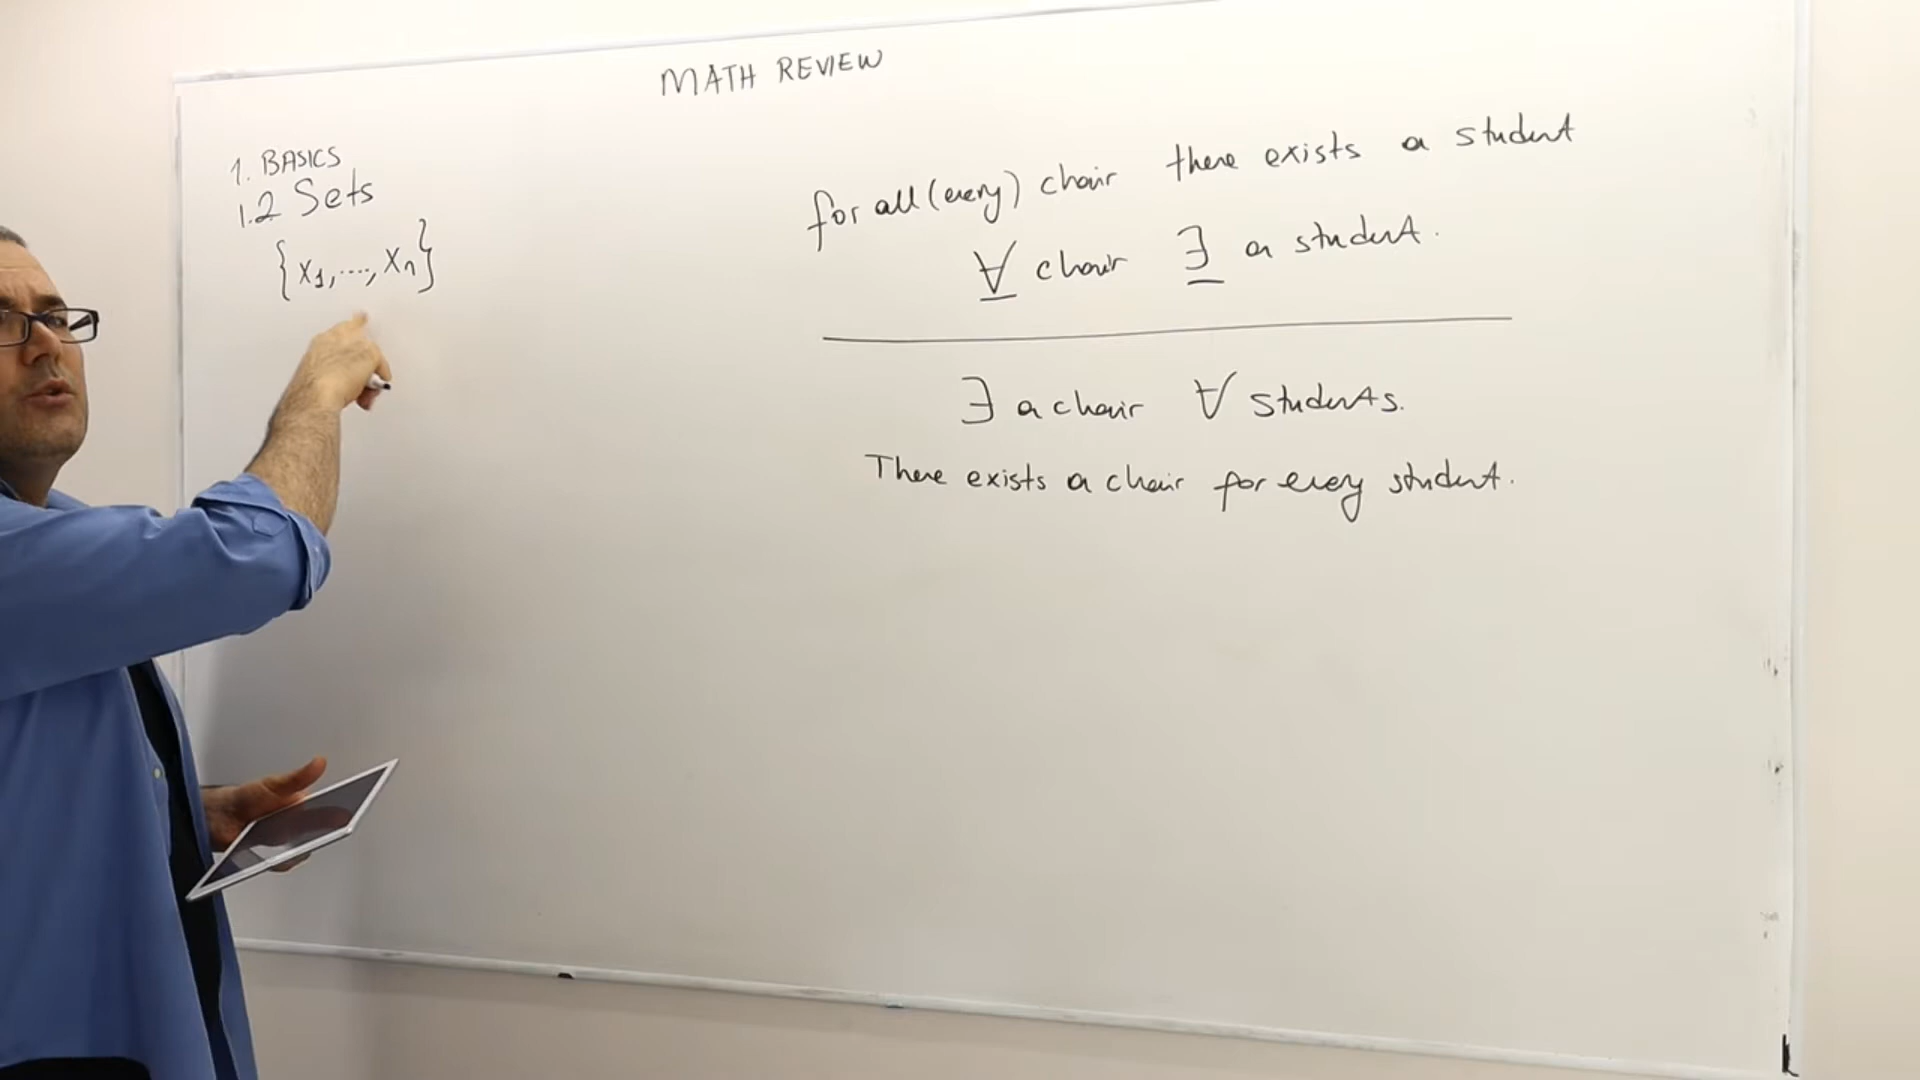 MATH REVIEW
1. BASICS
1.2 Sets
{x1,....,xn}
for all (every) chair there exists a student
∀ chair ∃ a student.
∃ a chair ∀ students.
There exists a chair for every student.